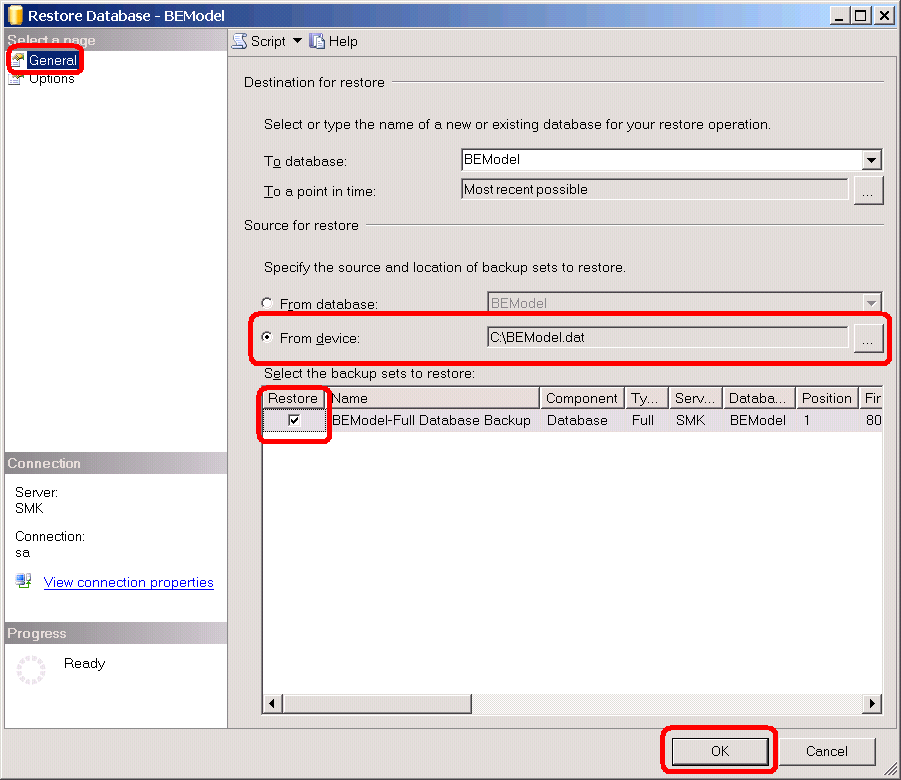 Restore Database - BEModel
Select a page
General
Options
Script Help
Destination for restore
Select or type the name of a new or existing database for your restore operation.
To database: BEModel
To a point in time: Most recent possible ...
Source for restore
Specify the source and location of backup sets to restore.
From database: BEModel
From device: C:\BEModel.dat ...
Select the backup sets to restore:
Restore Name Component Ty... Serv... Databa... Position Fir
BEModel-Full Database Backup Database Full SMK BEModel 1 80
Connection
Server:
SMK
Connection:
sa
View connection properties
Progress
Ready
OK Cancel